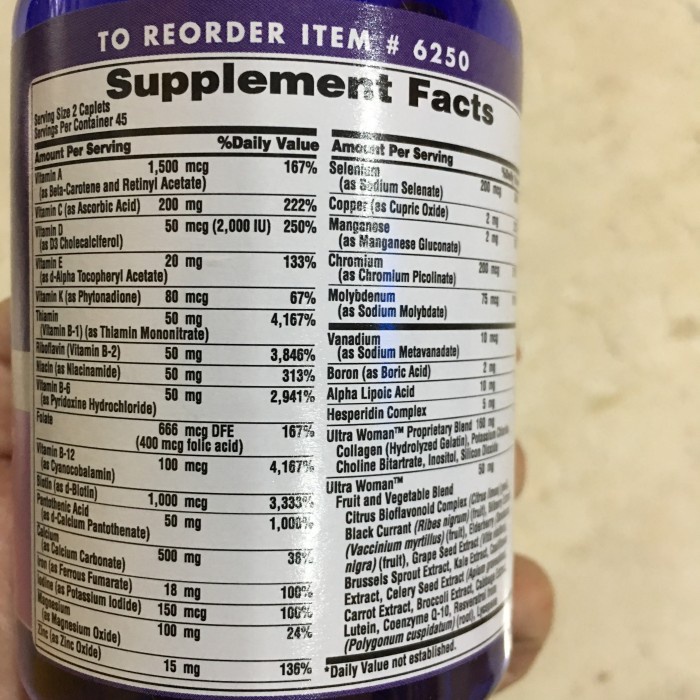 TO REORDER ITEM # 6250
Supplement Facts
Serving Size 2 Caplets
Servings Per Container 45
Amount Per Serving %Daily Value
Vitamin A 1,500 mcg 167%
(as Beta-Carotene and Retinyl Acetate)
Vitamin C (as Ascorbic Acid) 200 mg 222%
Vitamin D 50 mcg (2,000 IU) 250%
(as D3 Cholecalciferol)
Vitamin E 20 mg 133%
(as d-Alpha Tocopheryl Acetate)
Vitamin K (as Phytonadione) 80 mcg 67%
Thiamin 50 mg 4,167%
(Vitamin B-1) (as Thiamin Mononitrate)
Riboflavin (Vitamin B-2) 50 mg 3,846%
Niacin (as Niacinamide) 50 mg 313%
Vitamin B-6 50 mg 2,941%
(as Pyridoxine Hydrochloride)
Folate 666 mcg DFE 167%
(400 mcg folic acid)
Vitamin B-12 100 mcg 4,167%
(as Cyanocobalamin)
Biotin (as d-Biotin) 1,000 mcg 3,333%
Pantothenic Acid 50 mg 1,000%
(as d-Calcium Pantothenate)
Calcium 500 mg 38%
(as Calcium Carbonate)
Iron (as Ferrous Fumarate) 18 mg 100%
Iodine (as Potassium Iodide) 150 mcg 100%
Magnesium 100 mg 24%
(as Magnesium Oxide)
Zinc (as Zinc Oxide) 15 mg 136%
Amount Per Serving
Selenium 200 mcg
(as Sodium Selenate)
Copper (as Cupric Oxide) 2 mg
Manganese 2 mg
(as Manganese Gluconate)
Chromium 200 mcg
(as Chromium Picolinate)
Molybdenum 75 mcg
(as Sodium Molybdate)
Vanadium 10 mcg
(as Sodium Metavanadate)
Boron (as Boric Acid) 2 mg
Alpha Lipoic Acid 10 mg
Hesperidin Complex 5 mg
Ultra Woman™ Proprietary Blend 160 mg
Collagen (Hydrolyzed Gelatin), Potassium
Choline Bitartrate, Inositol, Silicon Dioxide
Ultra Woman™ 50 mg
Fruit and Vegetable Blend
Citrus Bioflavonoid Complex (Citrus
Black Currant (Ribes nigrum) (fruit),
(Vaccinium myrtillus) (fruit), Elderberry
nigra) (fruit), Grape Seed Extract
Brussels Sprout Extract, Kale Extract,
Extract, Celery Seed Extract
Carrot Extract, Broccoli Extract,
Lutein, Coenzyme Q-10, Resveratrol
(Polygonum cuspidatum) (root),
*Daily Value not established.